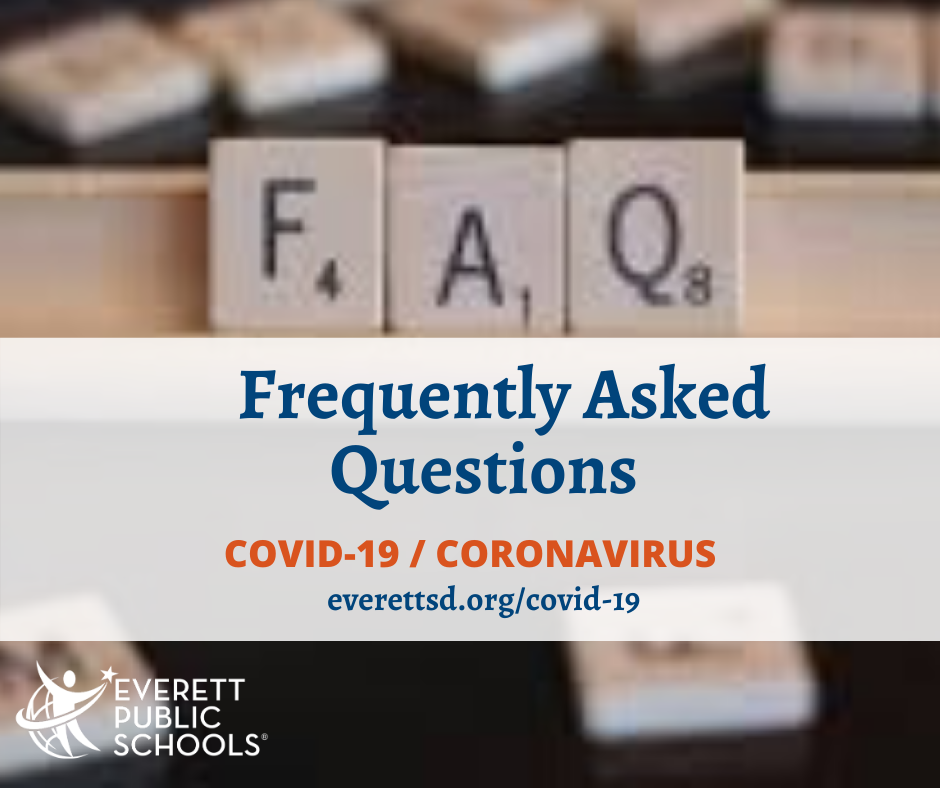 F4 A1 Q8
Frequently Asked
Questions
COVID-19 / CORONAVIRUS
everettsd.org/covid-19
EVERETT
PUBLIC
SCHOOLS®